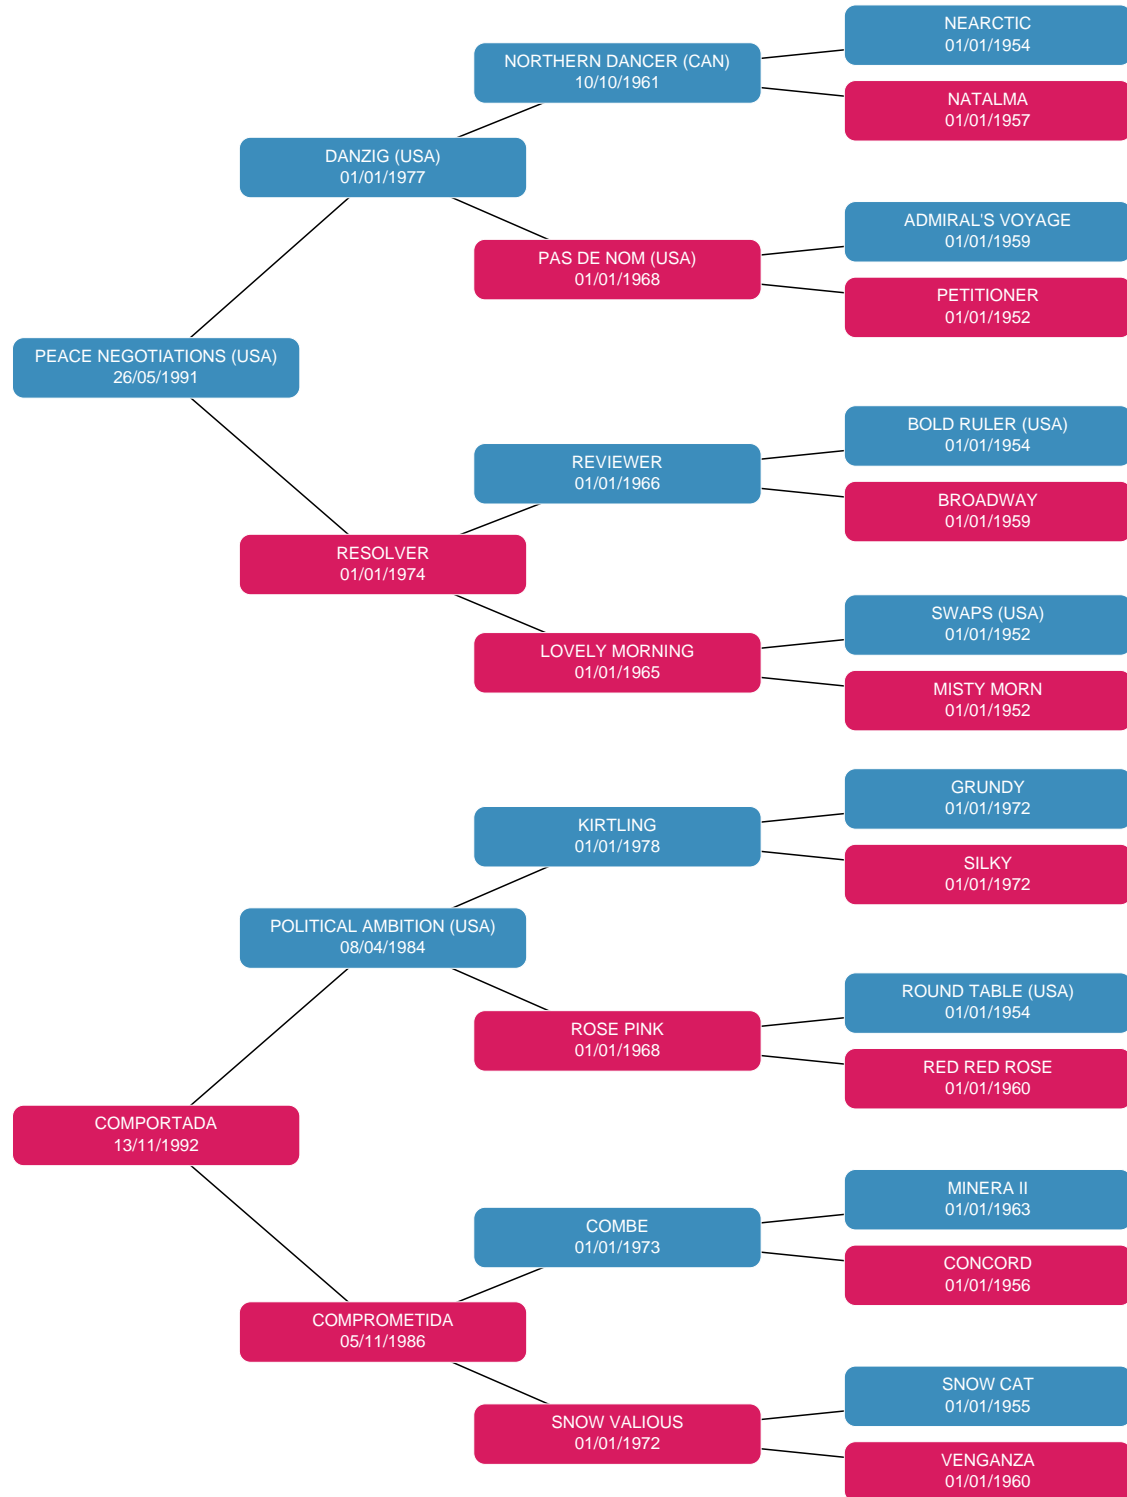 NEARCTIC
01/01/1954
NORTHERN DANCER (CAN)
10/10/1961
NATALMA
01/01/1957
DANZIG (USA)
01/01/1977
ADMIRAL'S VOYAGE
01/01/1959
PAS DE NOM (USA)
01/01/1968
PETITIONER
01/01/1952
PEACE NEGOTIATIONS (USA)
26/05/1991
BOLD RULER (USA)
01/01/1954
REVIEWER
01/01/1966
BROADWAY
01/01/1959
RESOLVER
01/01/1974
SWAPS (USA)
01/01/1952
LOVELY MORNING
01/01/1965
MISTY MORN
01/01/1952
GRUNDY
01/01/1972
KIRTLING
01/01/1978
SILKY
01/01/1972
POLITICAL AMBITION (USA)
08/04/1984
ROUND TABLE (USA)
01/01/1954
ROSE PINK
01/01/1968
RED RED ROSE
01/01/1960
COMPORTADA
13/11/1992
MINERA II
01/01/1963
COMBE
01/01/1973
CONCORD
01/01/1956
COMPROMETIDA
05/11/1986
SNOW CAT
01/01/1955
SNOW VALIOUS
01/01/1972
VENGANZA
01/01/1960